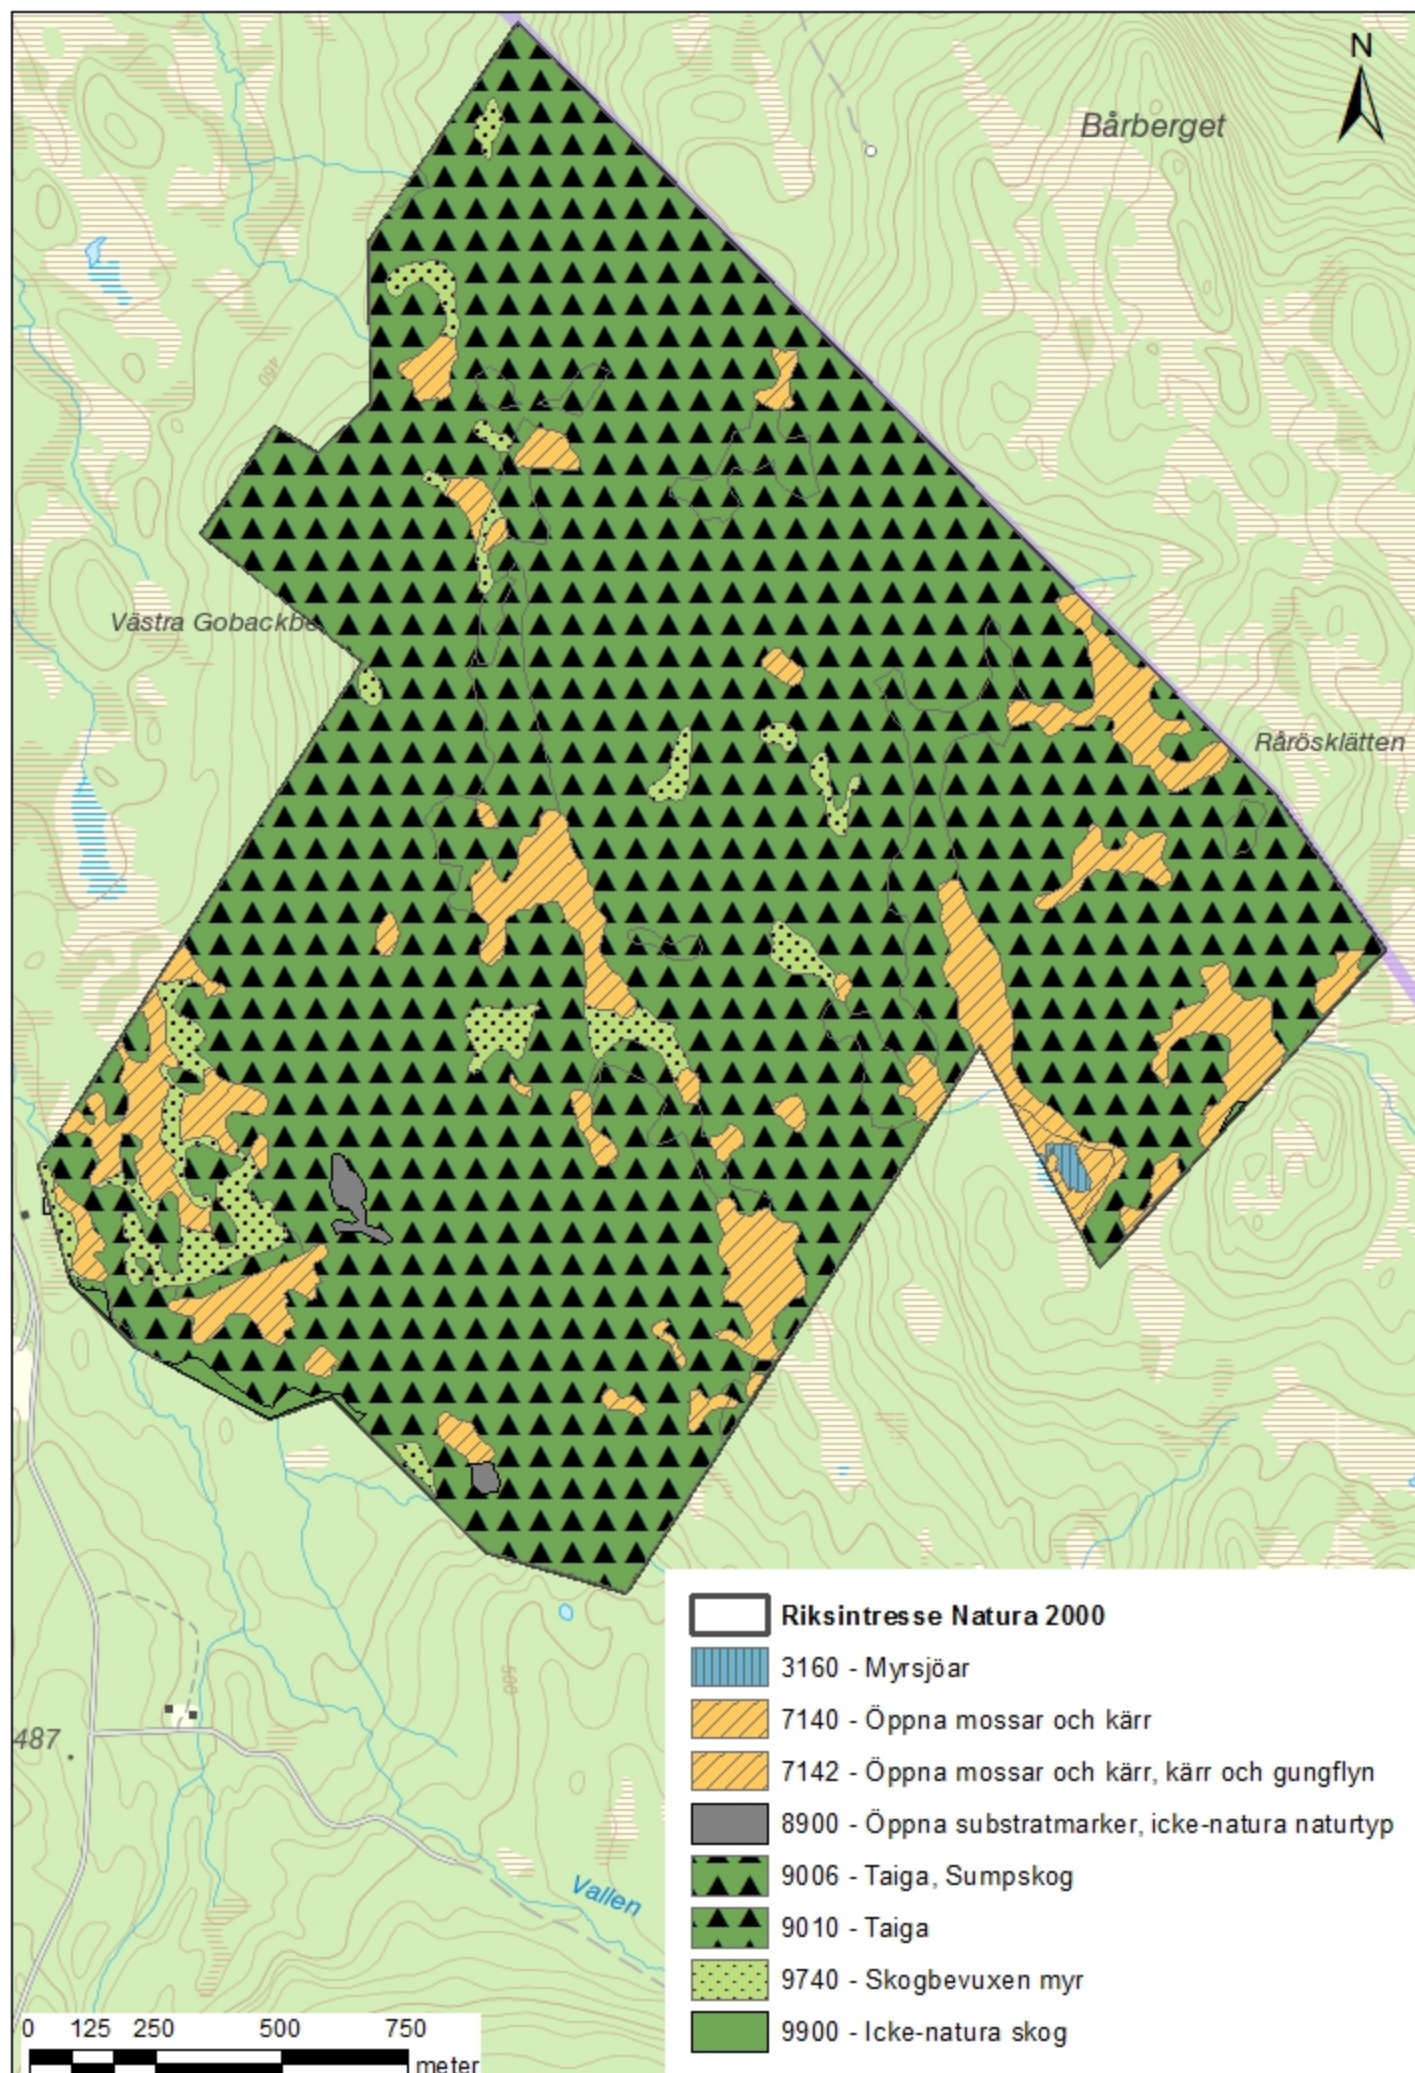 N
Bårberget
460
Västra Gobackbe
Rårösklätten
500
487
Vallen
Riksintresse Natura 2000
3160 - Myrsjöar
7140 - Öppna mossar och kärr
7142 - Öppna mossar och kärr, kärr och gungflyn
8900 - Öppna substratmarker, icke-natura naturtyp
9006 - Taiga, Sumpskog
9010 - Taiga
9740 - Skogbevuxen myr
9900 - Icke-natura skog
0 125 250 500 750
meter